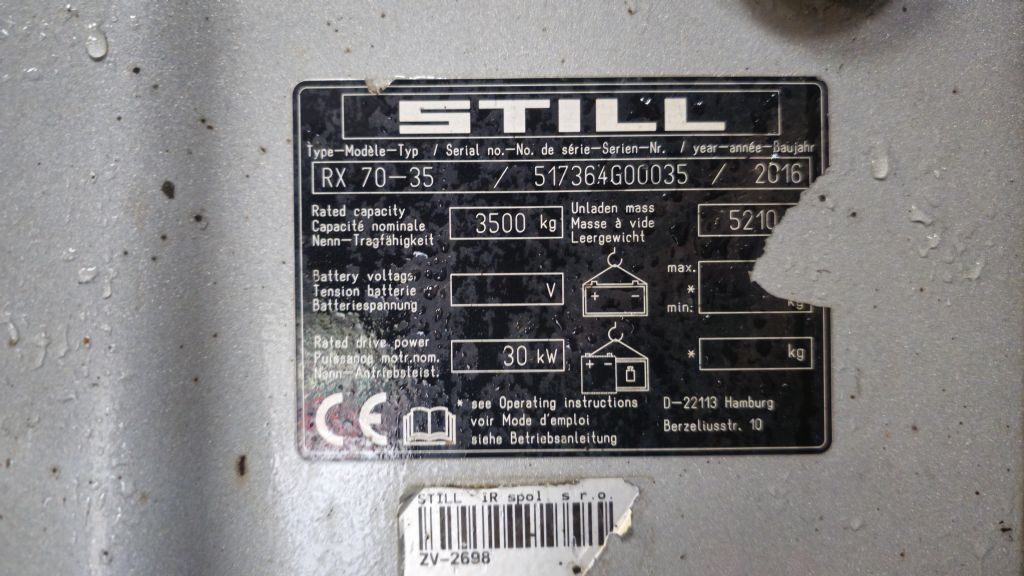 STILL
Type-Modèle-Typ / Serial no.-No. de série-Serien-Nr. / year-année-Baujahr
RX 70-35 / 517364G00035 / 2016
Rated capacity
Capacité nominale
Nenn-Tragfähigkeit
3500 kg
Unladen mass
Masse à vide
Leergewicht
5210
Battery voltage
Tension batterie
Batteriespannung
V
max.
*
min.
kg
Rated drive power
Puissance motr.nom.
Nenn-Antriebsleist.
30 kW
* kg
CE
* see Operating instructions
voir Mode d'emploi
siehe Betriebsanleitung
D-22113 Hamburg
Berzeliusstr. 10
STILL ČR spol. s r.o.
ZV-2698